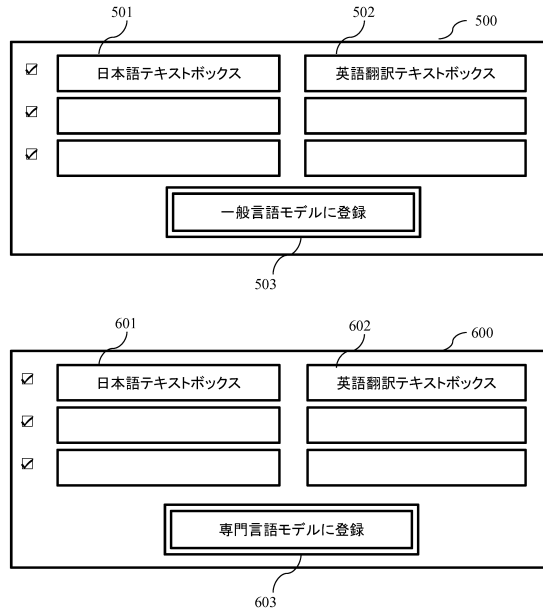 501
502
500
日本語テキストボックス
英語翻訳テキストボックス
一般言語モデルに登録
503
601
602
600
日本語テキストボックス
英語翻訳テキストボックス
専門言語モデルに登録
603